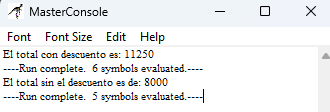 MasterConsole
Font Font Size Edit Help
El total con descuento es: 11250
----Run complete. 6 symbols evaluated.----
El total sin el descuento es de: 8000
----Run complete. 5 symbols evaluated.----